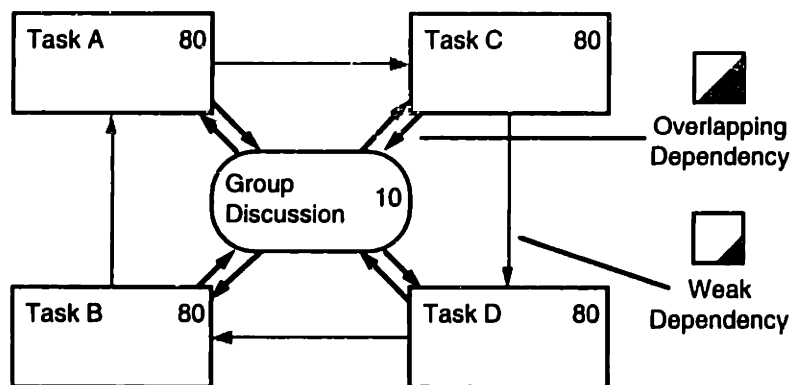 Task A 80
Task C 80
Overlapping
Dependency
Group
Discussion 10
Weak
Dependency
Task B 80
Task D 80